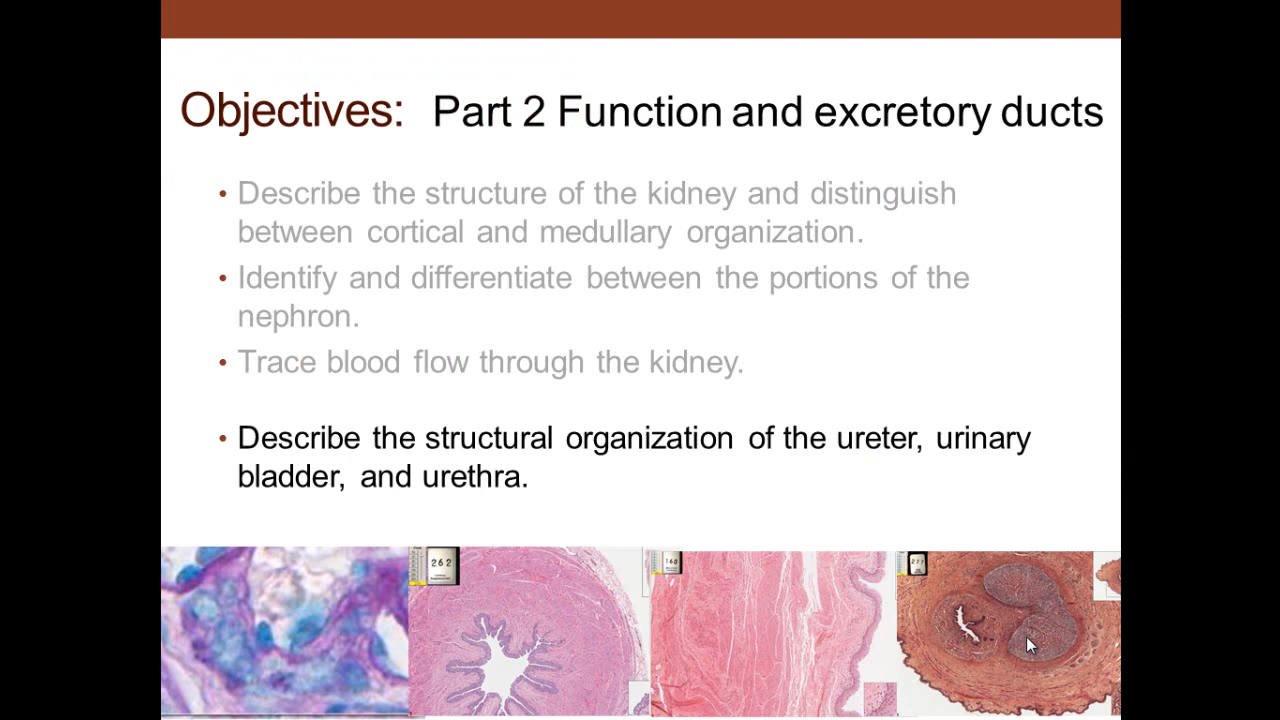 Objectives: Part 2 Function and excretory ducts
• Describe the structure of the kidney and distinguish
between cortical and medullary organization.
• Identify and differentiate between the portions of the
nephron.
• Trace blood flow through the kidney.
• Describe the structural organization of the ureter, urinary
bladder, and urethra.
262
160
277